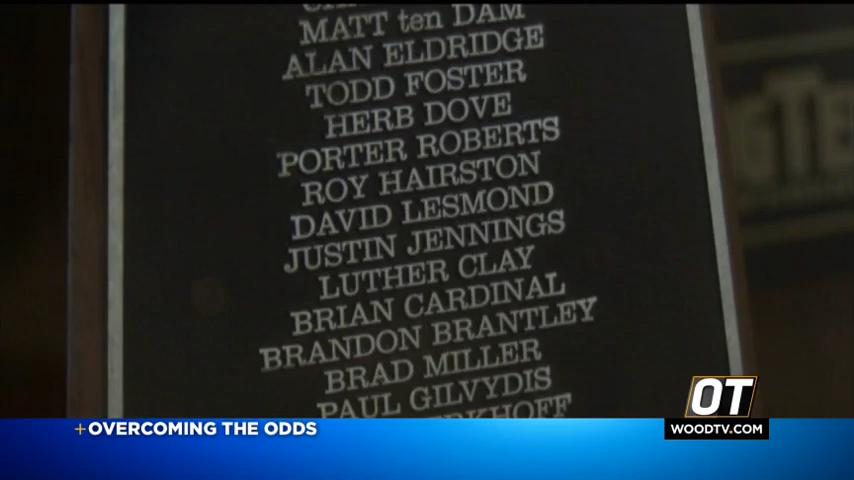 MATT ten DAM
ALAN ELDRIDGE
TODD FOSTER
HERB DOVE
PORTER ROBERTS
ROY HAIRSTON
DAVID LESMOND
JUSTIN JENNINGS
LUTHER CLAY
BRIAN CARDINAL
BRANDON BRANTLEY
BRAD MILLER
PAUL GILVYDIS
+OVERCOMING THE ODDS
OT
WOODTV.COM